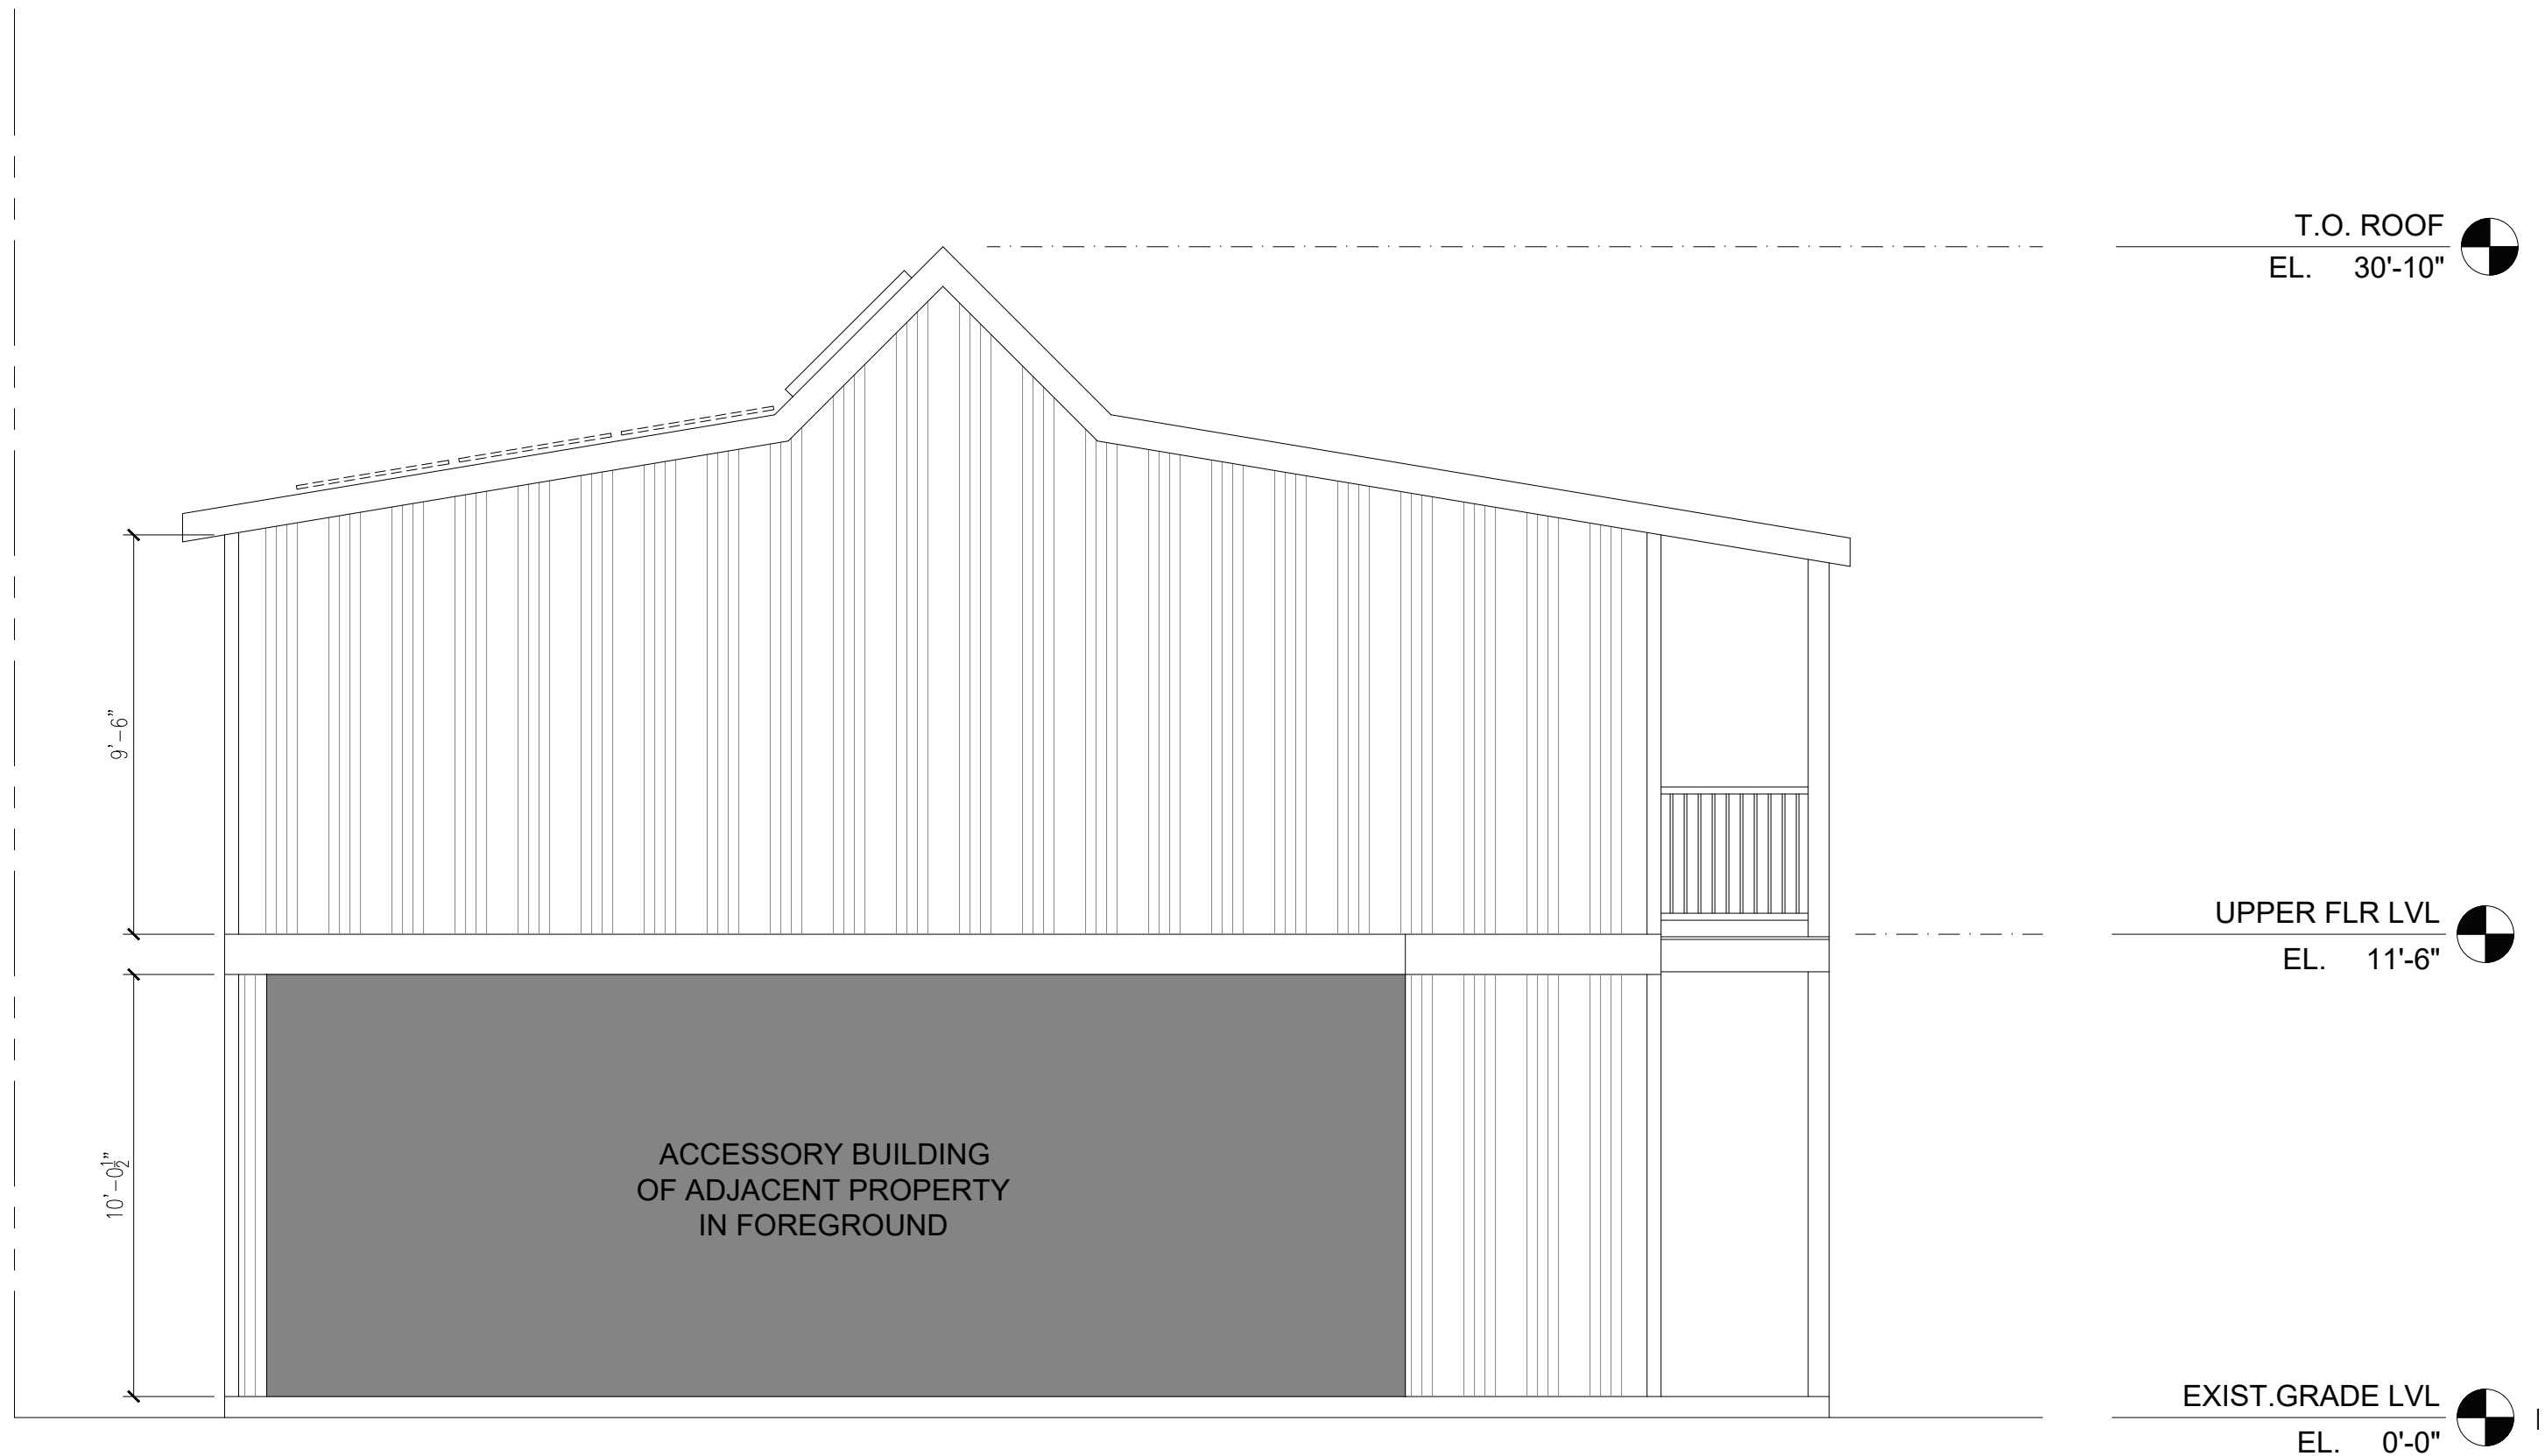 T.O. ROOF
EL. 30'-10"
9'-6"
UPPER FLR LVL
EL. 11'-6"
ACCESSORY BUILDING
OF ADJACENT PROPERTY
IN FOREGROUND
10'-0½"
EXIST.GRADE LVL
EL. 0'-0"